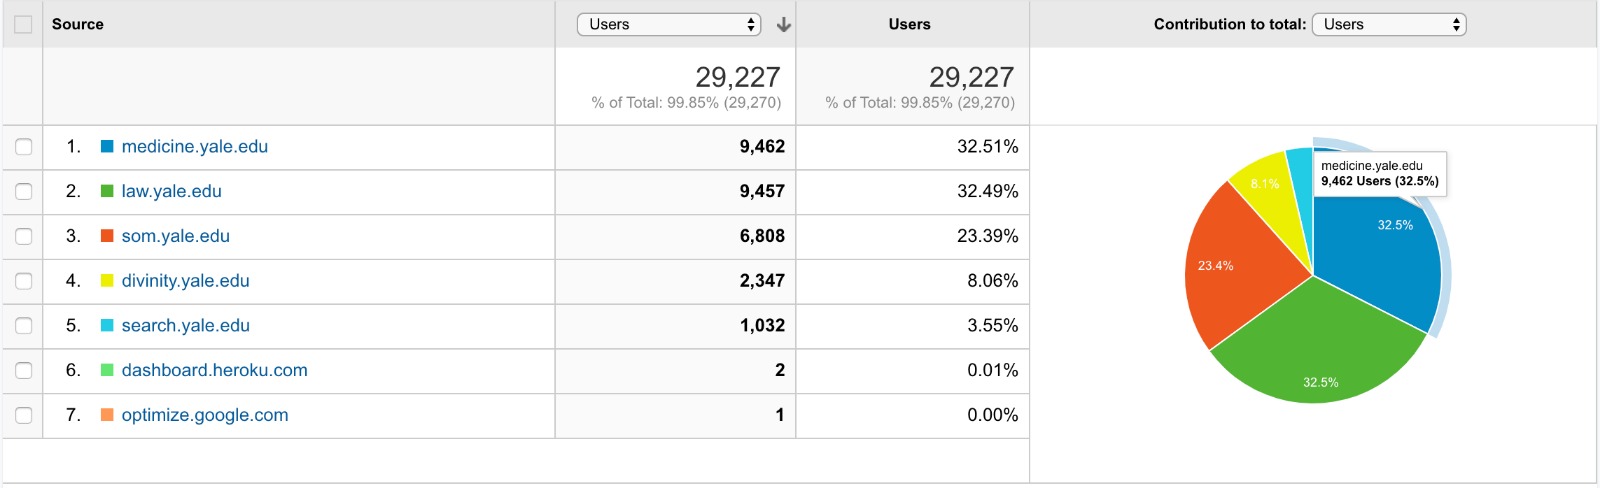 Source Users Users Contribution to total: Users
29,227 29,227
% of Total: 99.85% (29,270) % of Total: 99.85% (29,270)
1. medicine.yale.edu 9,462 32.51%
2. law.yale.edu 9,457 32.49%
3. som.yale.edu 6,808 23.39%
4. divinity.yale.edu 2,347 8.06%
5. search.yale.edu 1,032 3.55%
6. dashboard.heroku.com 2 0.01%
7. optimize.google.com 1 0.00%
medicine.yale.edu
9,462 Users (32.5%)
8.1%
32.5%
23.4%
32.5%